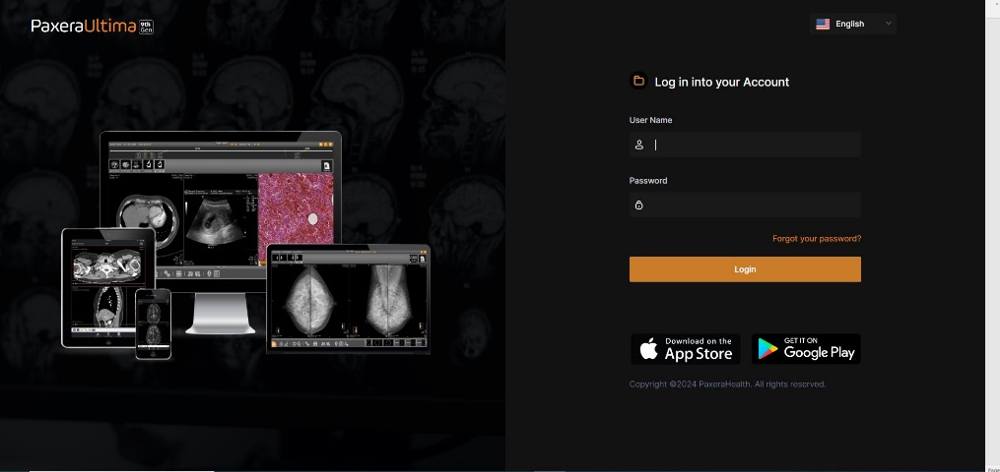 PaxeraUltima 9th Gen
English
Log in into your Account
User Name
Password
Forgot your password?
Login
Download on the
App Store
GET IT ON
Google Play
Copyright ©2024 PaxeraHealth. All rights reserved.
Page